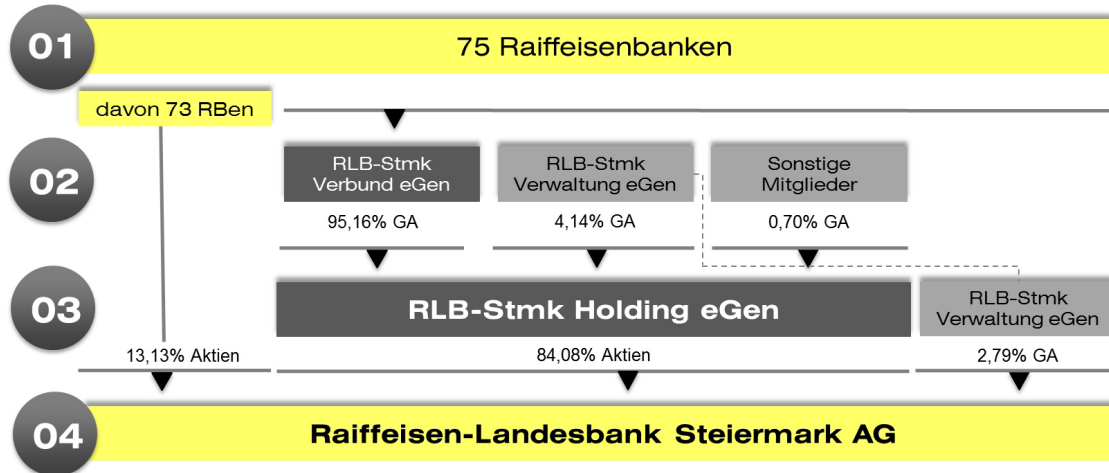 01
75 Raiffeisenbanken
davon 73 RBen
02
RLB-Stmk
Verbund eGen
RLB-Stmk
Verwaltung eGen
Sonstige
Mitglieder
95,16% GA
4,14% GA
0,70% GA
03
RLB-Stmk Holding eGen
RLB-Stmk
Verwaltung eGen
13,13% Aktien
84,08% Aktien
2,79% GA
04
Raiffeisen-Landesbank Steiermark AG